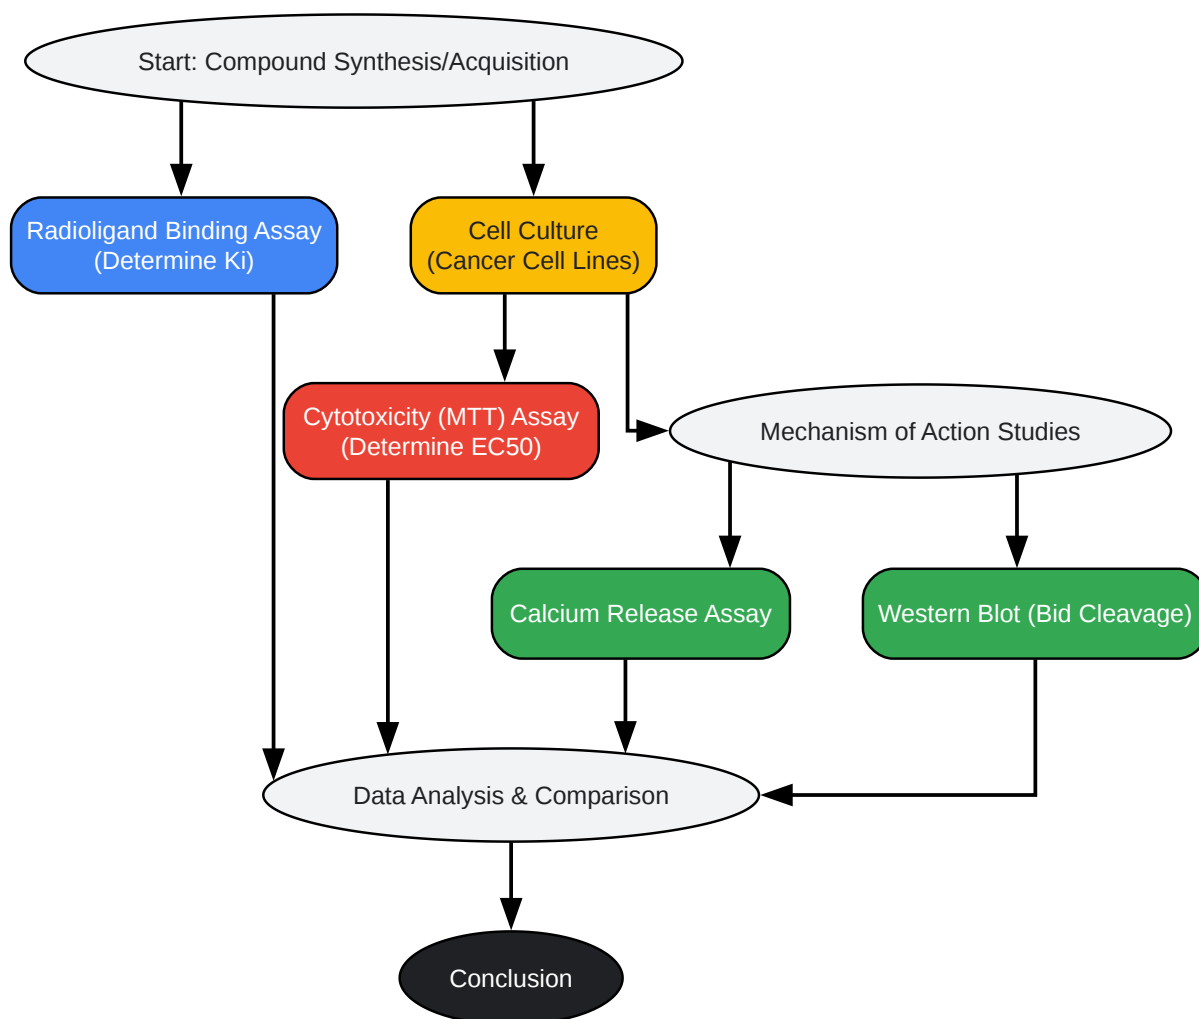 Start: Compound Synthesis/Acquisition
Radioligand Binding Assay
(Determine Ki)
Cell Culture
(Cancer Cell Lines)
Cytotoxicity (MTT) Assay
(Determine EC50)
Mechanism of Action Studies
Calcium Release Assay
Western Blot (Bid Cleavage)
Data Analysis & Comparison
Conclusion